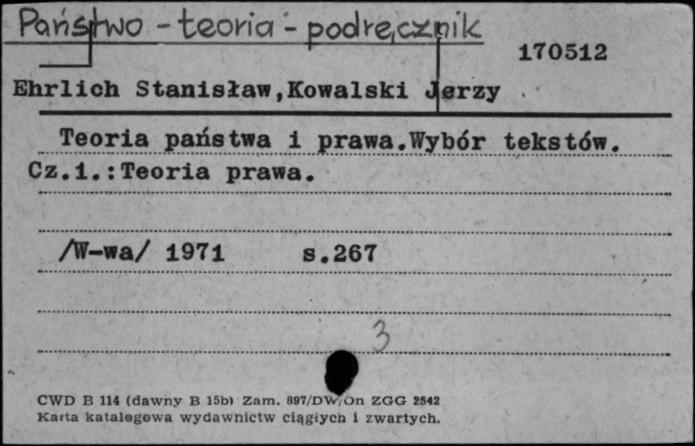 Państwo - teoria - podręcznik
170512
Ehrlich Stanisław,Kowalski Jerzy
Teoria państwa i prawa.Wybór tekstów.
Cz.1.:Teoria prawa.
/W-wa/ 1971 s.267
3
CWD B 114 (dawny B 15b) Zam. 897/DW/On ZGG 2542
Karta katalogowa wydawnictw ciągłych i zwartych.